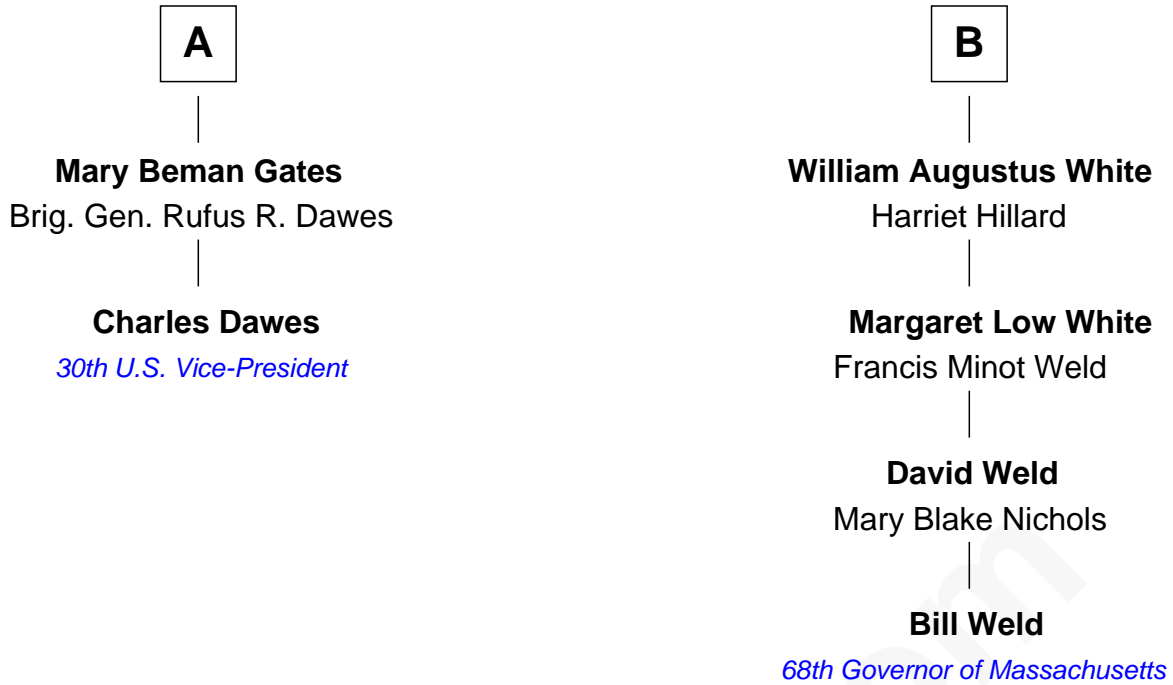 A
Mary Beman Gates
Brig. Gen. Rufus R. Dawes
Charles Dawes
30th U.S. Vice-President
B
William Augustus White
Harriet Hillard
Margaret Low White
Francis Minot Weld
David Weld
Mary Blake Nichols
Bill Weld
68th Governor of Massachusetts